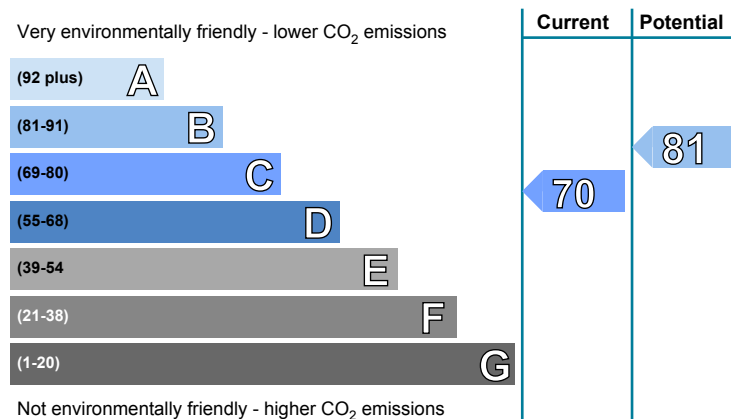 Current Potential
Very environmentally friendly - lower CO2 emissions
(92 plus) A
(81-91) B
81
(69-80) C
70
(55-68) D
(39-54 E
(21-38) F
(1-20) G
Not environmentally friendly - higher CO2 emissions